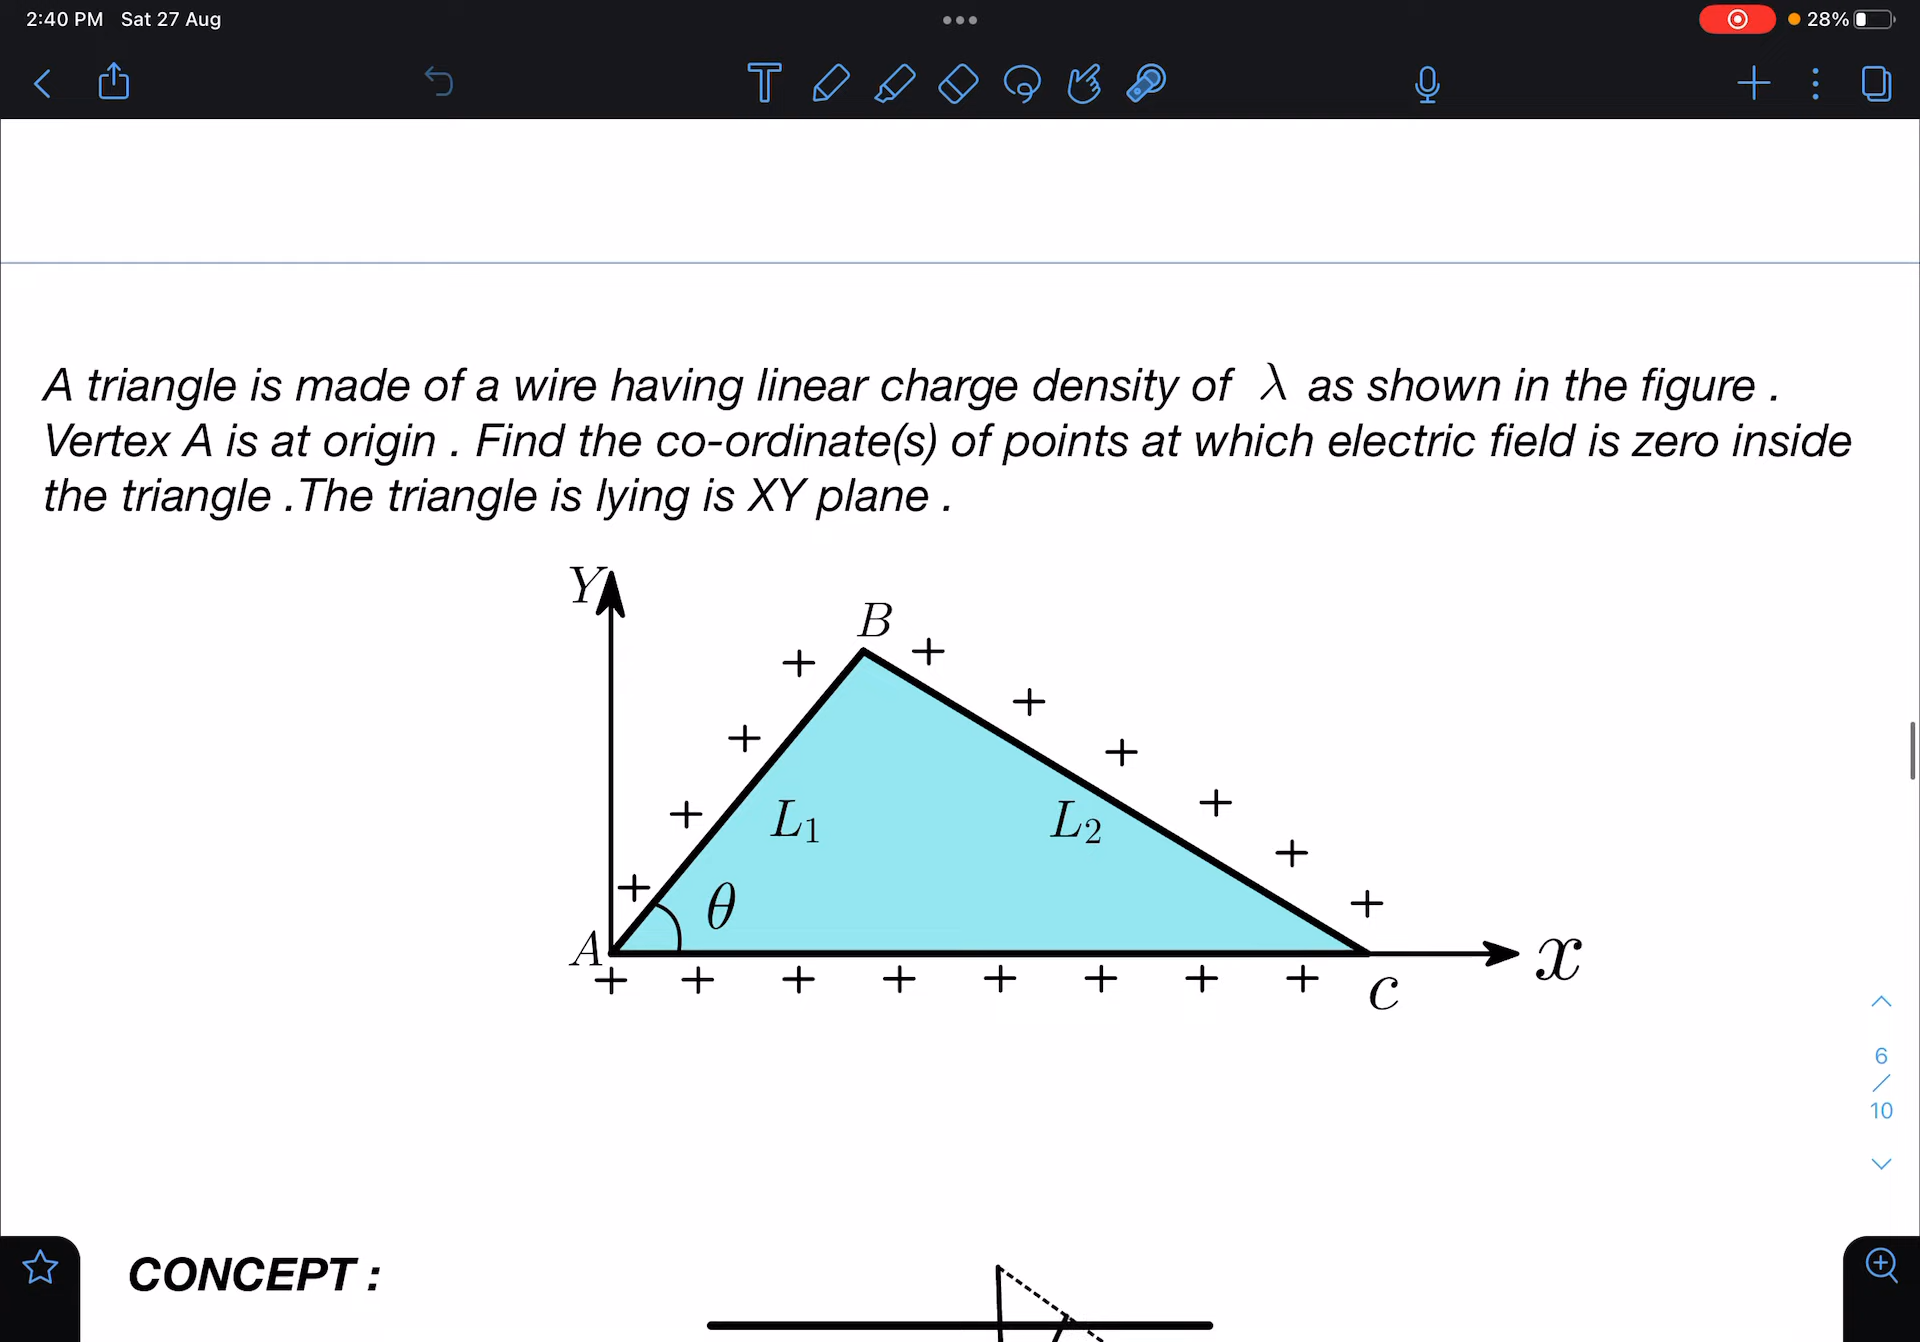 2:40 PM Sat 27 Aug
28%
A triangle is made of a wire having linear charge density of λ as shown in the figure .
Vertex A is at origin . Find the co-ordinate(s) of points at which electric field is zero inside
the triangle .The triangle is lying is XY plane .
Y
B
+ +
+
+ +
+ L₁ L₂ +
+ θ +
+
A x
+ + + + + + + + c
6
/
10
CONCEPT :